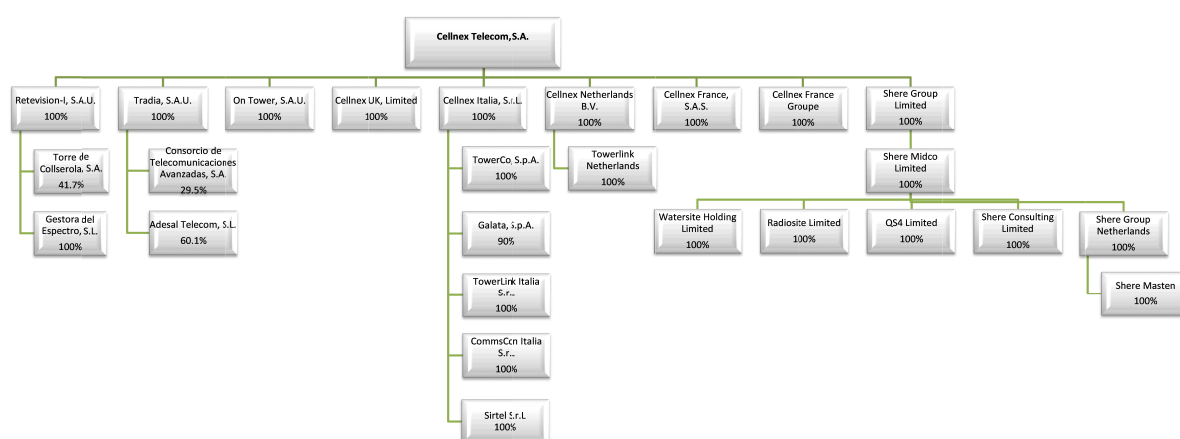 Cellnex Telecom,S.A.
Retevision-I, S.A.U.
100%
Tradia, S.A.U.
100%
On Tower, S.A.U.
100%
Cellnex UK, Limited
100%
Cellnex Italia, S.r.L.
100%
Cellnex Netherlands
B.V.
100%
Cellnex France,
S.A.S.
100%
Cellnex France
Groupe
100%
Shere Group
Limited
100%
Torre de
Collserola, S.A.
41.7%
Consorcio de
Telecomunicaciones
Avanzadas, S.A.
29.5%
TowerCo, S.p.A.
100%
Towerlink
Netherlands
100%
Shere Midco
Limited
100%
Gestora del
Espectro, S.L.
100%
Adesal Telecom, S.L.
60.1%
Galata, S.p.A.
90%
Watersite Holding
Limited
100%
Radiosite Limited
100%
QS4 Limited
100%
Shere Consulting
Limited
100%
Shere Group
Netherlands
100%
TowerLink Italia
S.r...
100%
Shere Masten
100%
CommsCon Italia
S.r...
100%
Sirtel S.r.L
100%